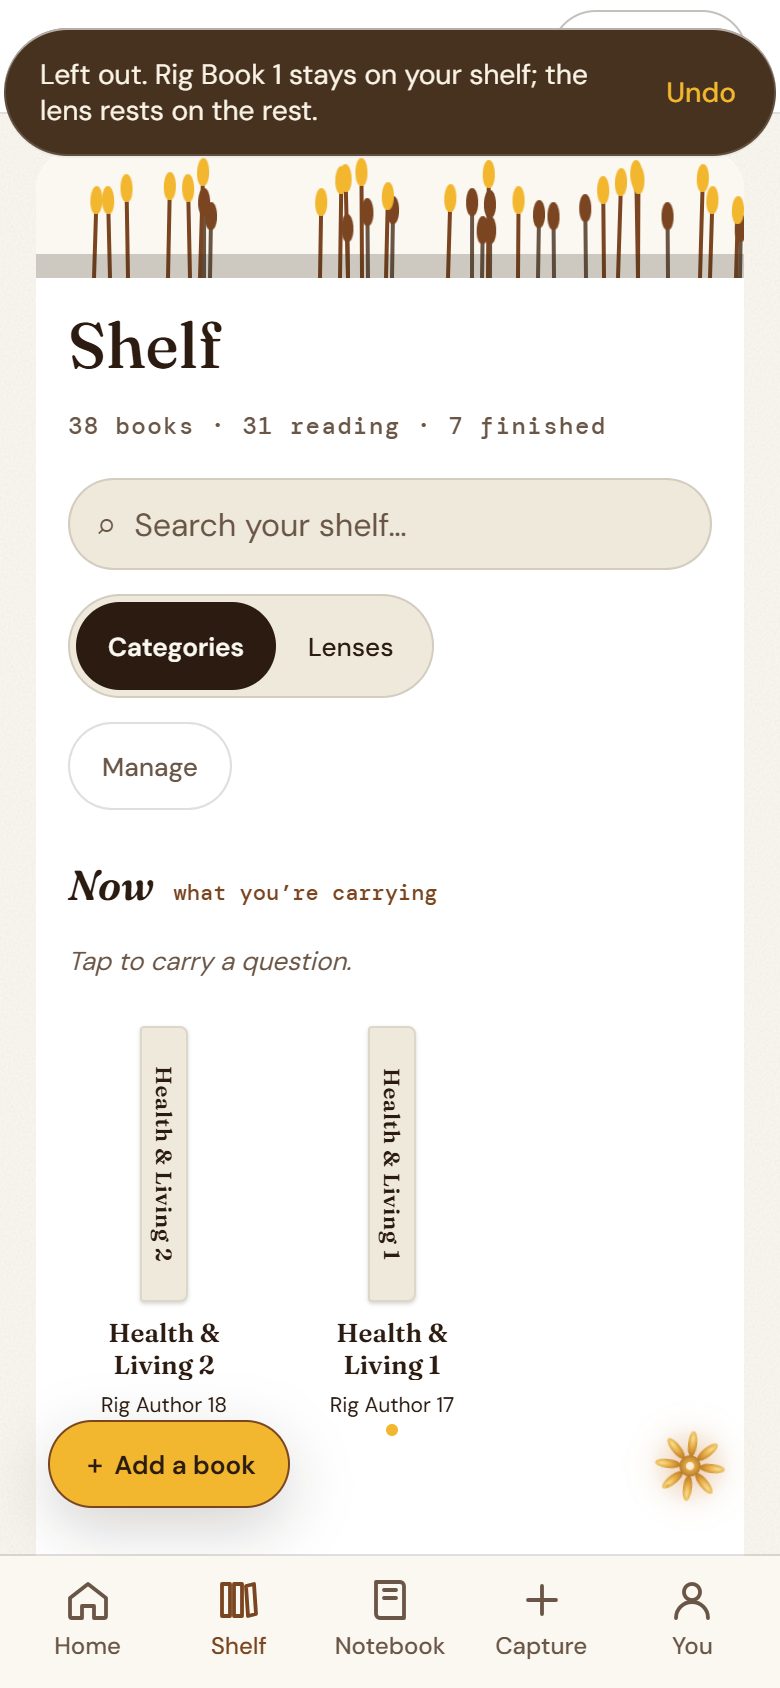 Left out. Rig Book 1 stays on your shelf; the
lens rests on the rest.
Undo
Shelf
38 books · 31 reading · 7 finished
Search your shelf…
Categories
Lenses
Manage
Now what you’re carrying
Tap to carry a question.
Health & Living 2
Health & Living 1
Health &
Living 2
Rig Author 18
Health &
Living 1
Rig Author 17
+ Add a book
Home
Shelf
Notebook
Capture
You